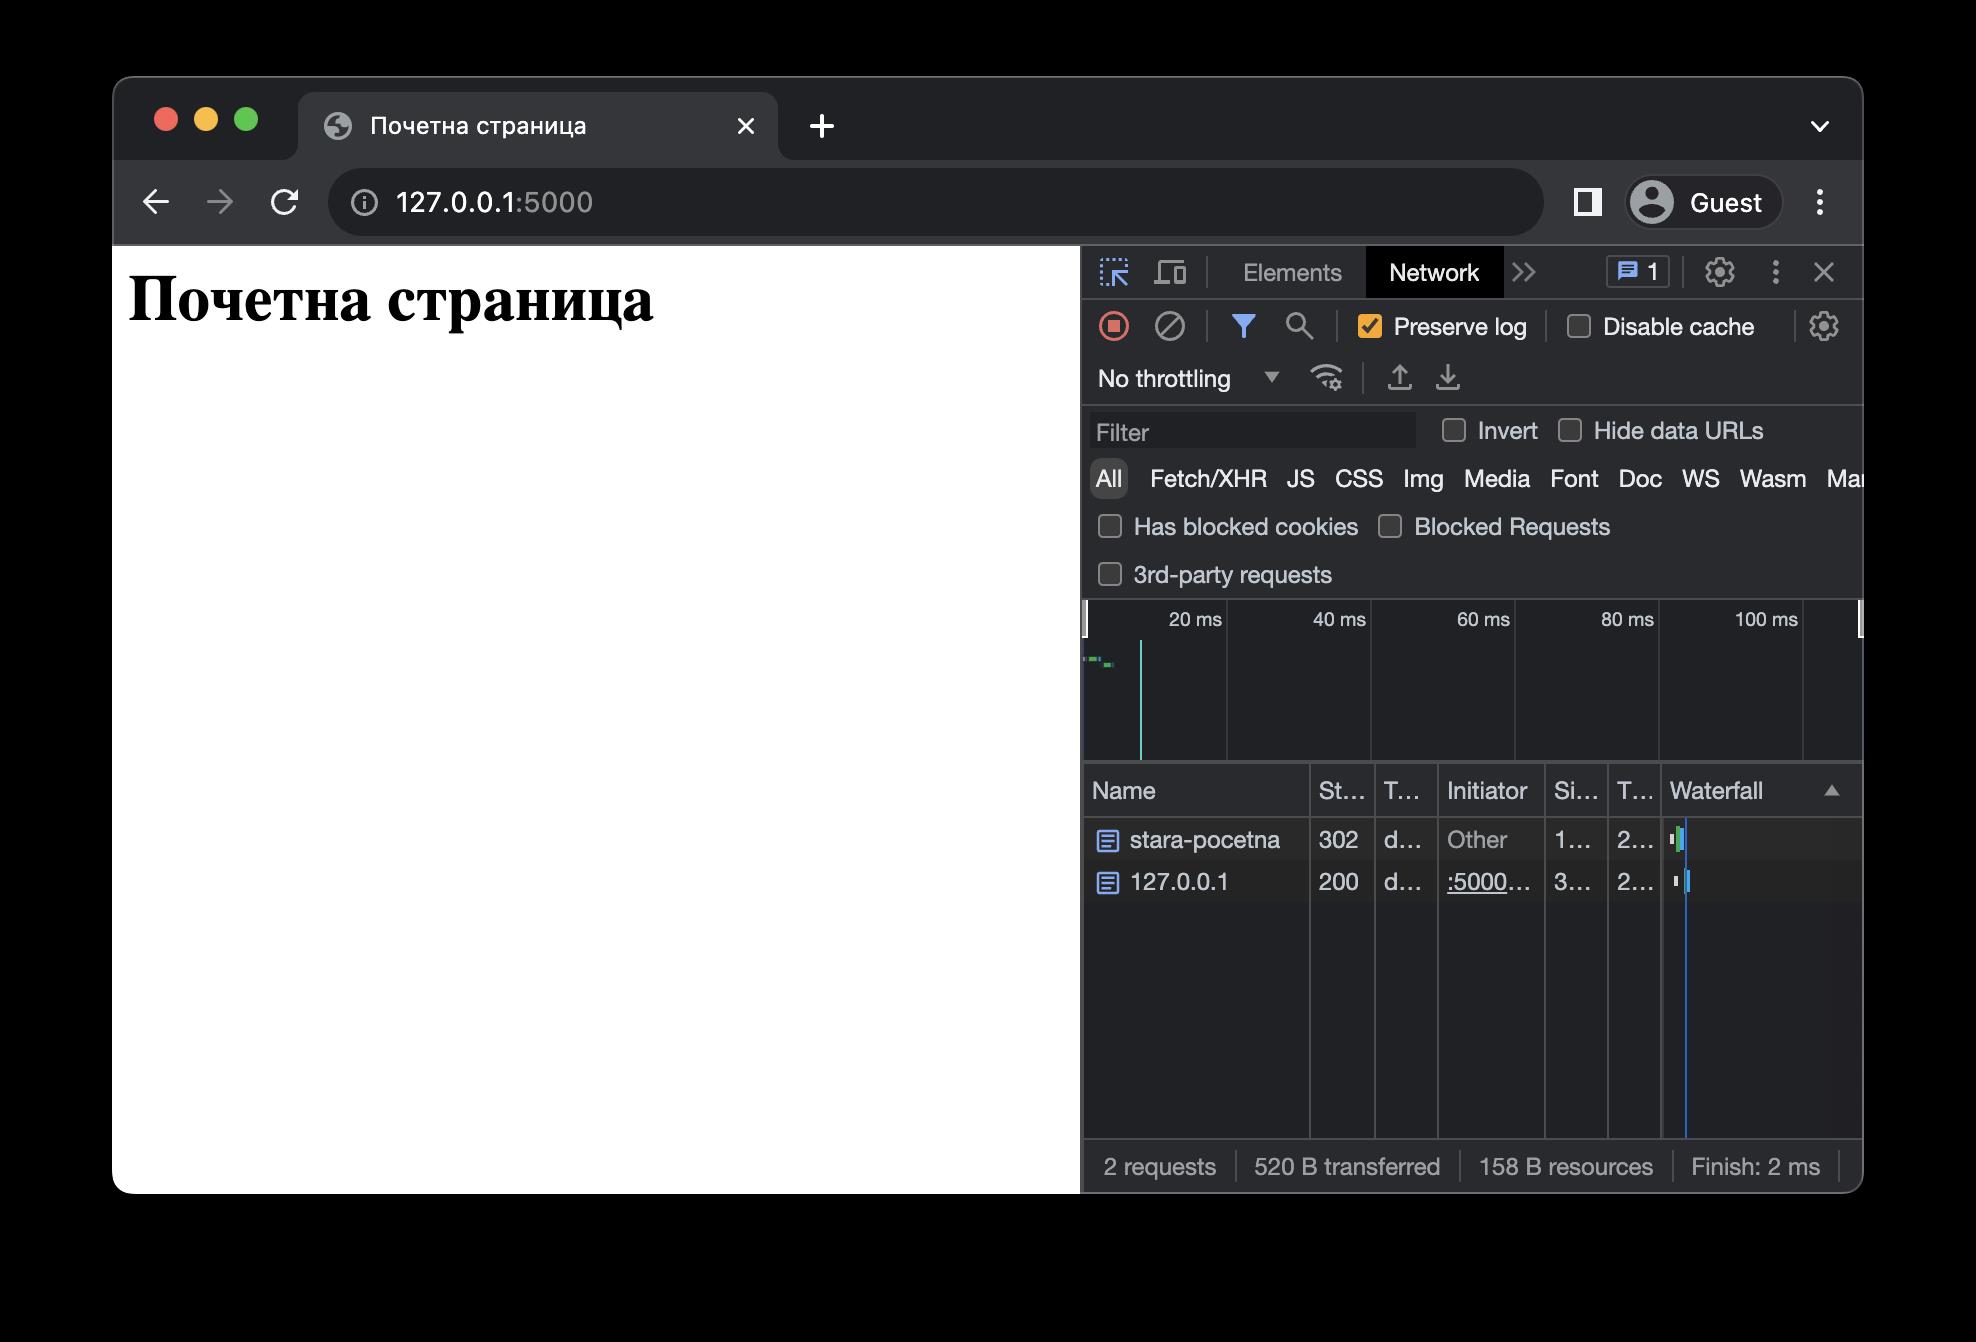 Почетна страница
127.0.0.1:5000
Guest
Почетна страница
Elements Network 1
Preserve log Disable cache
No throttling
Filter Invert Hide data URLs
All Fetch/XHR JS CSS Img Media Font Doc WS Wasm Mar
Has blocked cookies Blocked Requests
3rd-party requests
20 ms 40 ms 60 ms 80 ms 100 ms
Name St... T... Initiator Si... T... Waterfall
stara-pocetna 302 d... Other 1... 2...
127.0.0.1 200 d... :5000... 3... 2...
2 requests 520 B transferred 158 B resources Finish: 2 ms